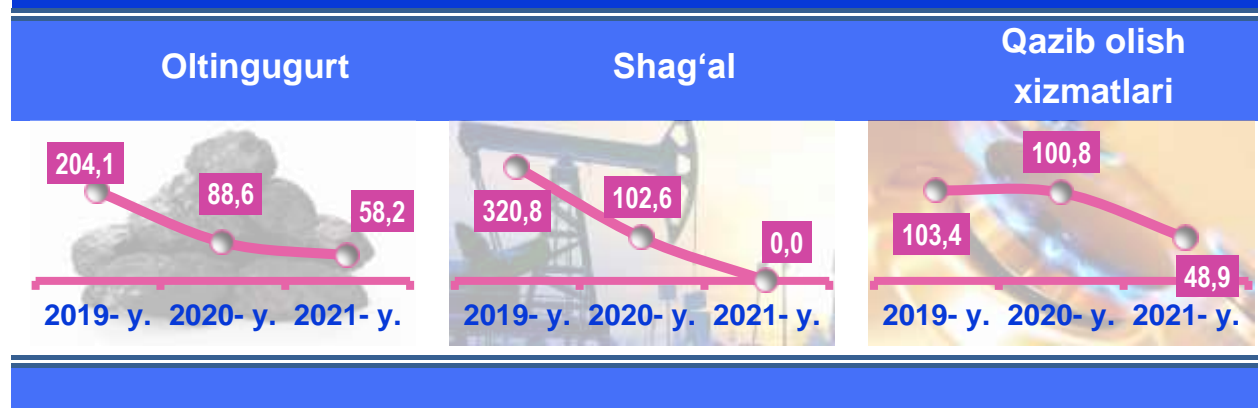 Oltingugurt
Shag‘al
Qazib olish
xizmatlari
204,1
88,6
58,2
2019- y. 2020- y. 2021- y.
320,8
102,6
0,0
2019- y. 2020- y. 2021- y.
103,4
100,8
48,9
2019- y. 2020- y. 2021- y.